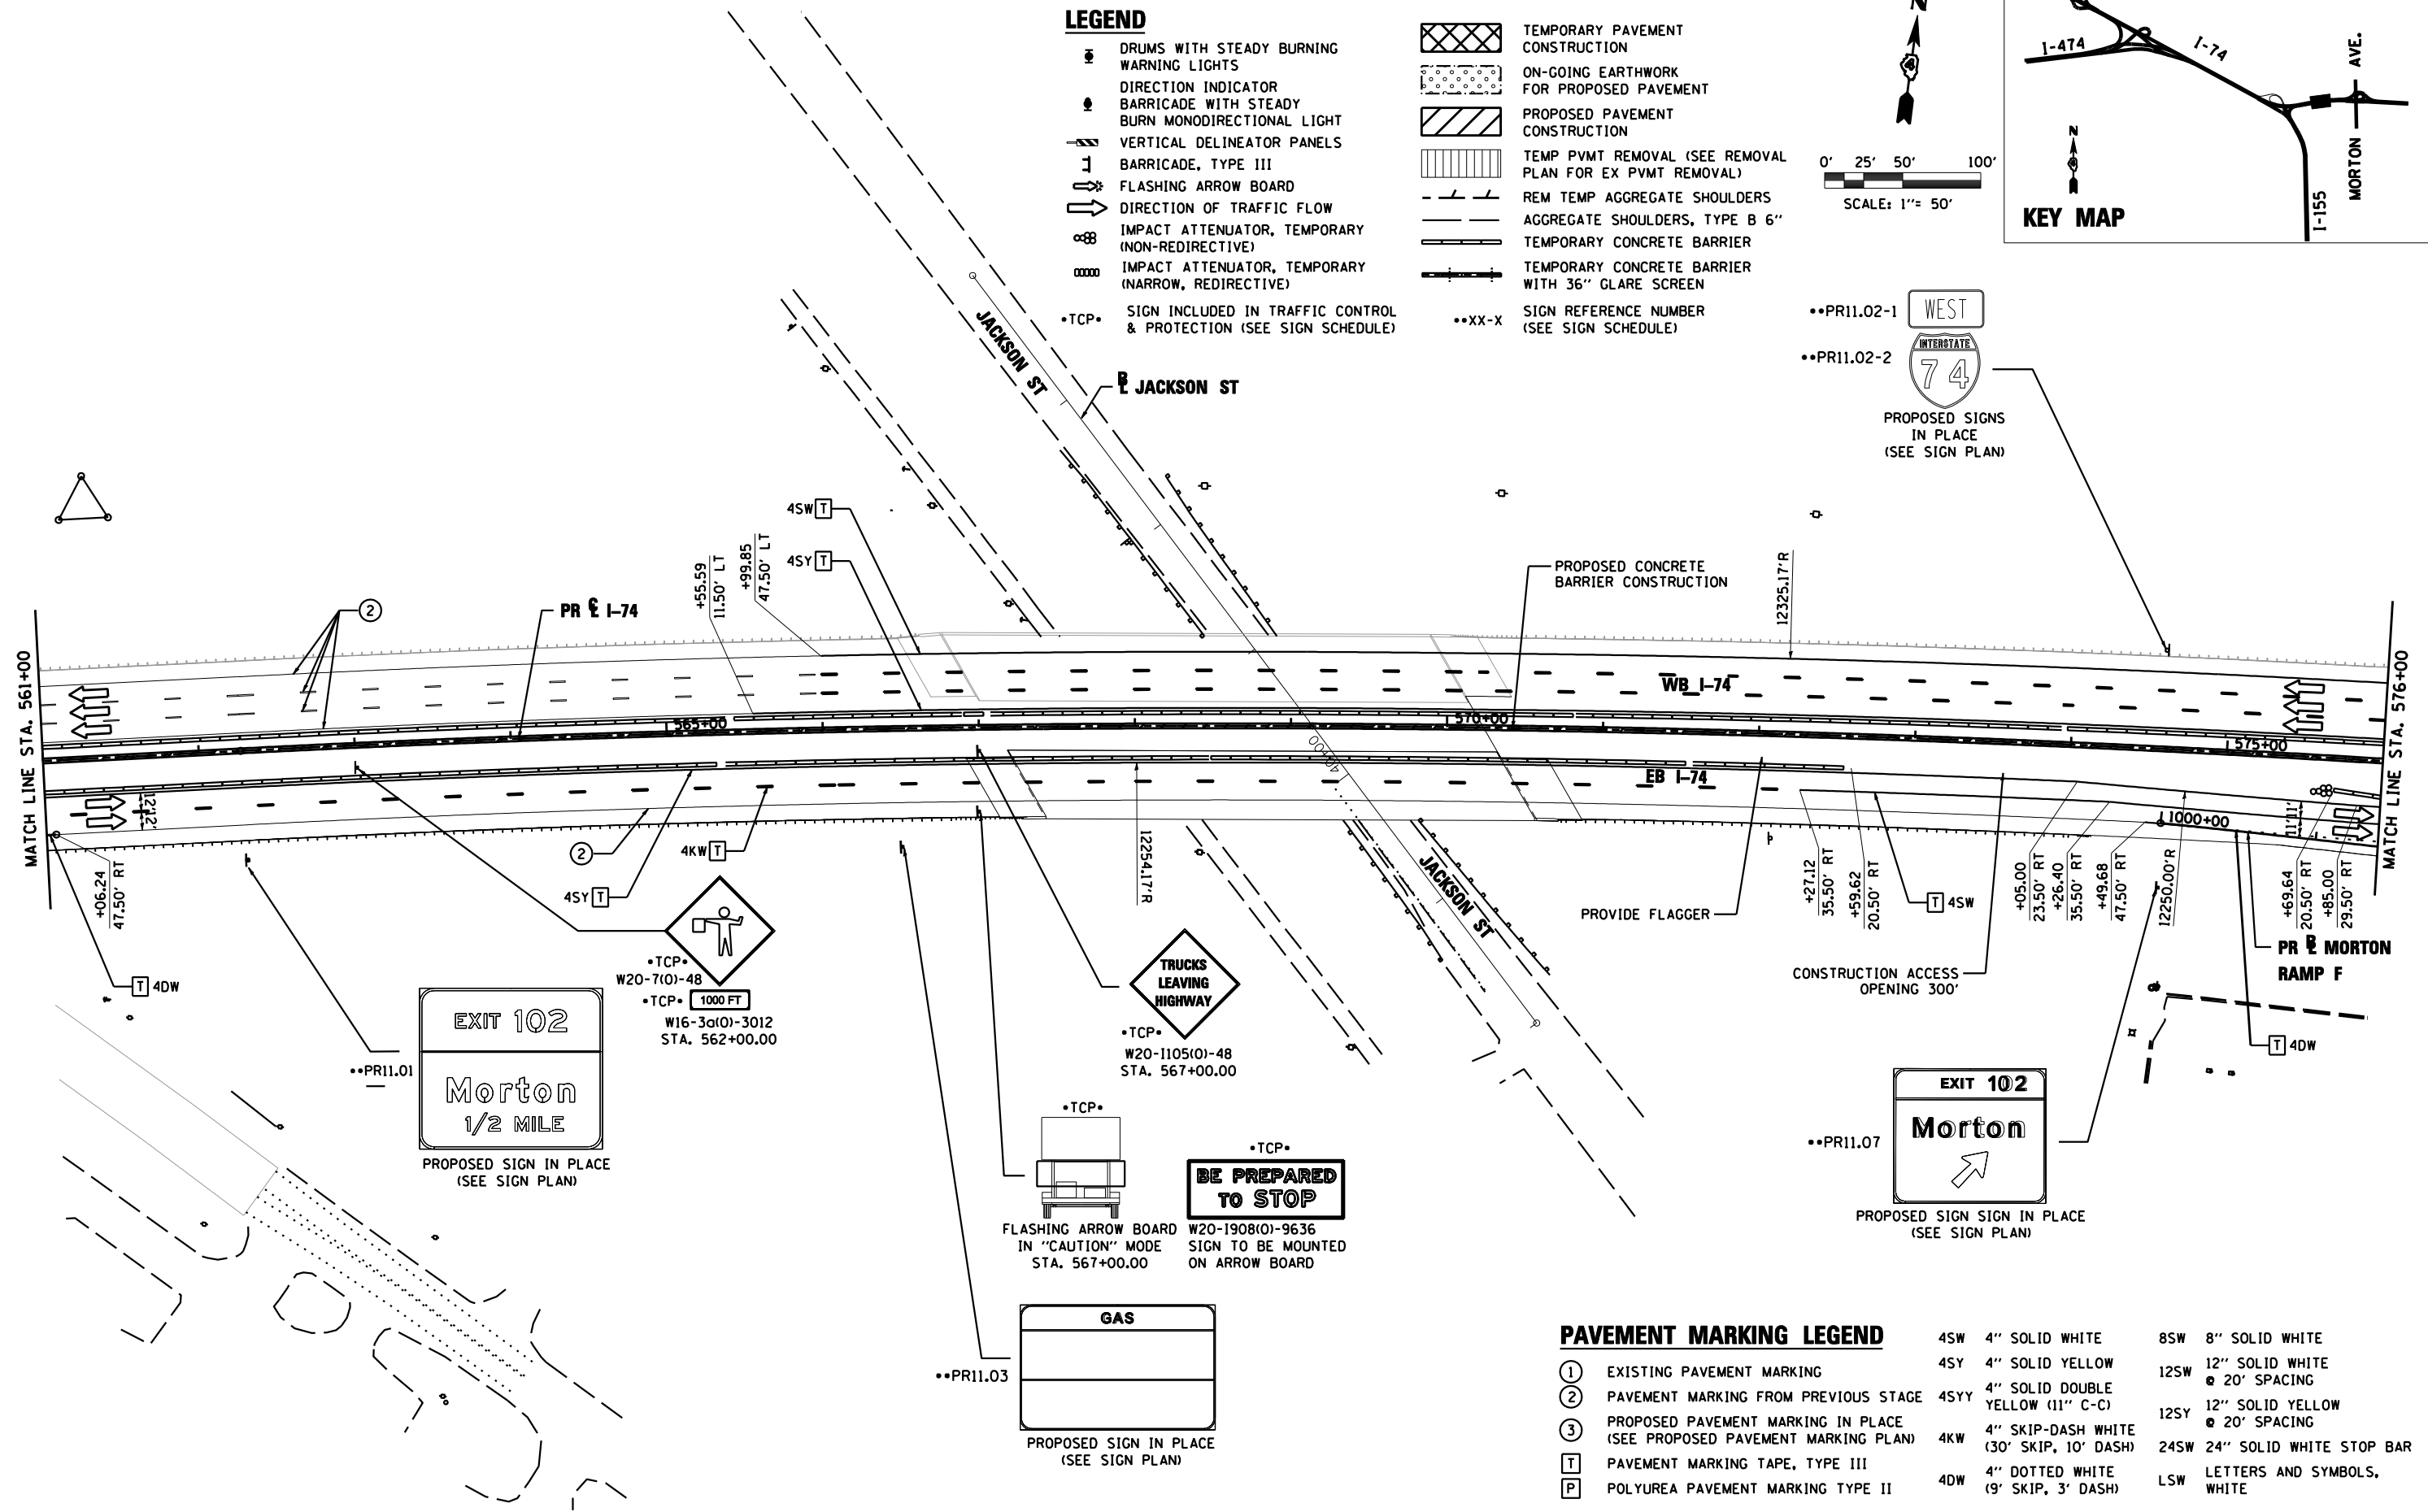 LEGEND
DRUMS WITH STEADY BURNING
WARNING LIGHTS
DIRECTION INDICATOR
BARRICADE WITH STEADY
BURN MONODIRECTIONAL LIGHT
VERTICAL DELINEATOR PANELS
BARRICADE, TYPE III
FLASHING ARROW BOARD
DIRECTION OF TRAFFIC FLOW
IMPACT ATTENUATOR, TEMPORARY
(NON-REDIRECTIVE)
IMPACT ATTENUATOR, TEMPORARY
(NARROW, REDIRECTIVE)
•TCP• SIGN INCLUDED IN TRAFFIC CONTROL
& PROTECTION (SEE SIGN SCHEDULE)
TEMPORARY PAVEMENT
CONSTRUCTION
ON-GOING EARTHWORK
FOR PROPOSED PAVEMENT
PROPOSED PAVEMENT
CONSTRUCTION
TEMP PVMT REMOVAL (SEE REMOVAL
PLAN FOR EX PVMT REMOVAL)
REM TEMP AGGREGATE SHOULDERS
AGGREGATE SHOULDERS, TYPE B 6"
TEMPORARY CONCRETE BARRIER
TEMPORARY CONCRETE BARRIER
WITH 36" GLARE SCREEN
••XX-X SIGN REFERENCE NUMBER
(SEE SIGN SCHEDULE)
N
0' 25' 50' 100'
SCALE: 1"= 50'
I-474
I-74
MORTON AVE.
I-155
N
KEY MAP
••PR11.02-1
WEST
••PR11.02-2
INTERSTATE
74
PROPOSED SIGNS
IN PLACE
(SEE SIGN PLAN)
JACKSON ST
B
L JACKSON ST
4SW T
4SY T
+55.59
11.50' LT
+99.85
47.50' LT
PROPOSED CONCRETE
BARRIER CONSTRUCTION
12325.17'R
2
PR ℄ I-74
MATCH LINE STA. 561+00
MATCH LINE STA. 576+00
WB I-74
565+00
570+00
575+00
40+00
EB I-74
12'
12'
11'
11'
1000+00
2
4KW T
4SY T
12254.17'R
+06.24
47.50' RT
T 4DW
JACKSON ST
PROVIDE FLAGGER
+27.12
35.50' RT
+59.62
20.50' RT
T 4SW
+05.00
23.50' RT
+26.40
35.50' RT
+49.68
47.50' RT
12250.00'R
+69.64
20.50' RT
+85.00
29.50' RT
PR B
L MORTON
RAMP F
CONSTRUCTION ACCESS
OPENING 300'
T 4DW
•TCP•
W20-7(O)-48
•TCP• 1000 FT
W16-3a(O)-3012
STA. 562+00.00
TRUCKS
LEAVING
HIGHWAY
•TCP•
W20-I105(O)-48
STA. 567+00.00
••PR11.01
EXIT 102
Morton
1/2 MILE
PROPOSED SIGN IN PLACE
(SEE SIGN PLAN)
•TCP•
FLASHING ARROW BOARD
IN "CAUTION" MODE
STA. 567+00.00
•TCP•
BE PREPARED
TO STOP
W20-I908(O)-9636
SIGN TO BE MOUNTED
ON ARROW BOARD
••PR11.07
EXIT 102
Morton
PROPOSED SIGN SIGN IN PLACE
(SEE SIGN PLAN)
••PR11.03
GAS
PROPOSED SIGN IN PLACE
(SEE SIGN PLAN)
PAVEMENT MARKING LEGEND
1 EXISTING PAVEMENT MARKING
2 PAVEMENT MARKING FROM PREVIOUS STAGE
3 PROPOSED PAVEMENT MARKING IN PLACE
(SEE PROPOSED PAVEMENT MARKING PLAN)
T PAVEMENT MARKING TAPE, TYPE III
P POLYUREA PAVEMENT MARKING TYPE II
4SW 4" SOLID WHITE
4SY 4" SOLID YELLOW
4SYY 4" SOLID DOUBLE
YELLOW (11" C-C)
4KW 4" SKIP-DASH WHITE
(30' SKIP, 10' DASH)
4DW 4" DOTTED WHITE
(9' SKIP, 3' DASH)
8SW 8" SOLID WHITE
12SW 12" SOLID WHITE
@ 20' SPACING
12SY 12" SOLID YELLOW
@ 20' SPACING
24SW 24" SOLID WHITE STOP BAR
LSW LETTERS AND SYMBOLS,
WHITE